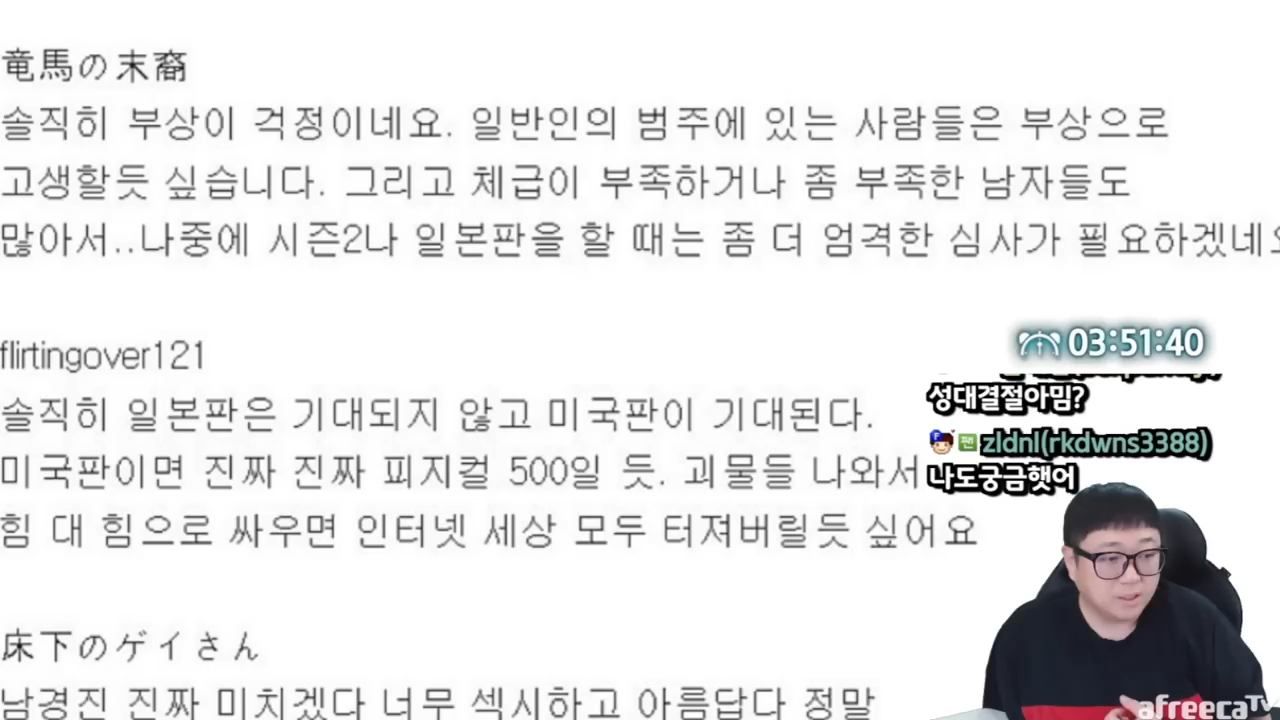 竜馬の末裔
솔직히 부상이 걱정이네요. 일반인의 범주에 있는 사람들은 부상으로
고생할듯 싶습니다. 그리고 체급이 부족하거나 좀 부족한 남자들도
많아서..나중에 시즌2나 일본판을 할 때는 좀 더 엄격한 심사가 필요하겠네요
flirtingover121
솔직히 일본판은 기대되지 않고 미국판이 기대된다.
미국판이면 진짜 진짜 피지컬 500일 듯. 괴물들 나와서
힘 대 힘으로 싸우면 인터넷 세상 모두 터져버릴듯 싶어요
床下のゲイさん
남경진 진짜 미치겠다 너무 섹시하고 아름답다 정말
03:51:40
성대결절아밈?
팬 zldnl(rkdwns3388)
나도궁금햇어
afreecaTV